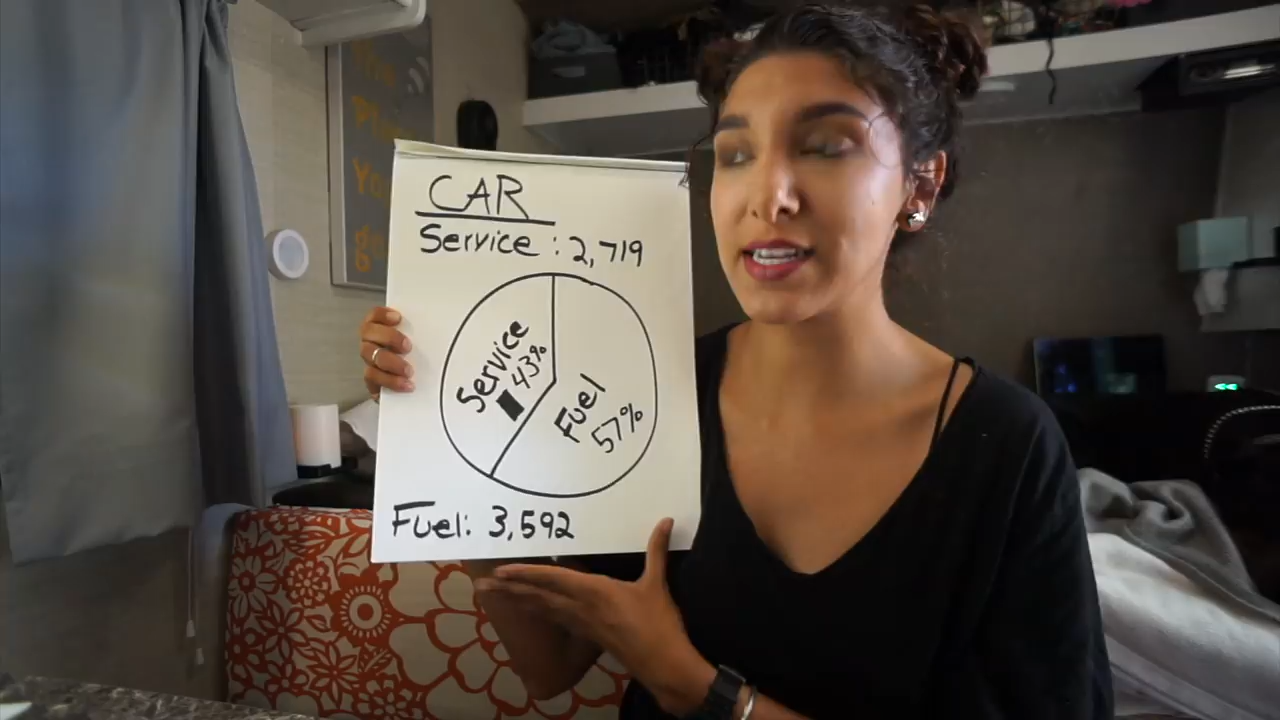 CAR
Service : 2,719
Service
43%
Fuel
57%
Fuel: 3,592